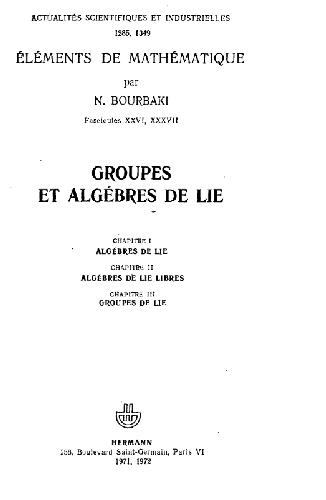 ACTUALITÉS SCIENTIFIQUES ET INDUSTRIELLES
1285, 1349
ÉLÉMENTS DE MATHÉMATIQUE
par
N. BOURBAKI
Fascicules XXVI, XXXVII
GROUPES
ET ALGÈBRES DE LIE
CHAPITRE I
ALGÈBRES DE LIE
CHAPITRE II
ALGÈBRES DE LIE LIBRES
CHAPITRE III
GROUPES DE LIE
HERMANN
156, Boulevard Saint-Germain, Paris VI
1971, 1972